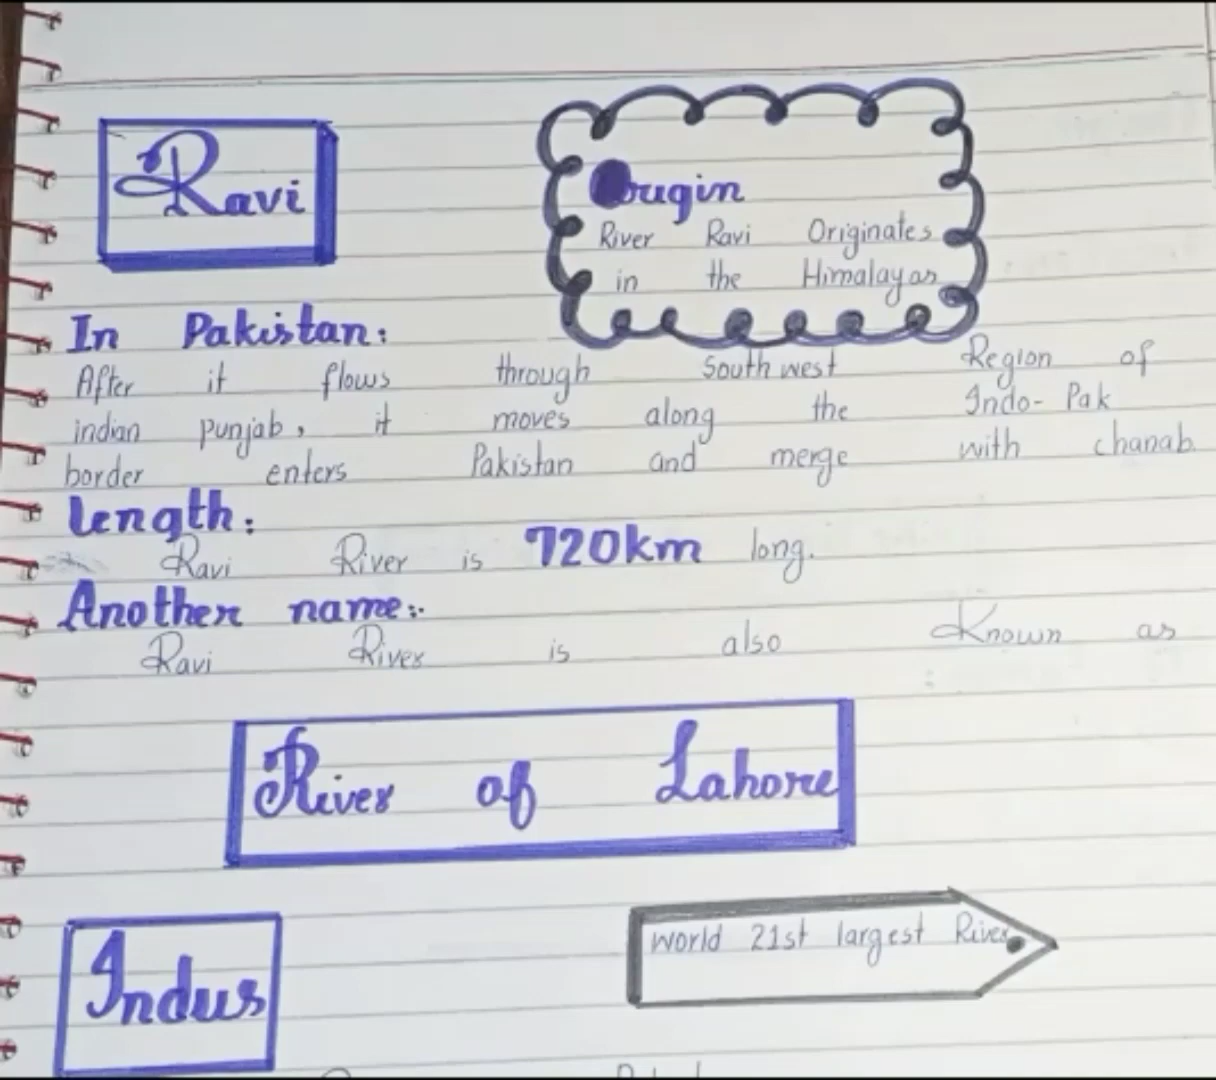 Ravi
Origin
River Ravi Originates
in the Himalayas
In Pakistan:
After it flows through Southwest Region of
indian punjab, it moves along the Indo-Pak
border enters Pakistan and merge with chanab.
length:
Ravi River is 720km long.
Another name:.
Ravi River is also Known as
River of Lahore
world 21st largest River.
Indus